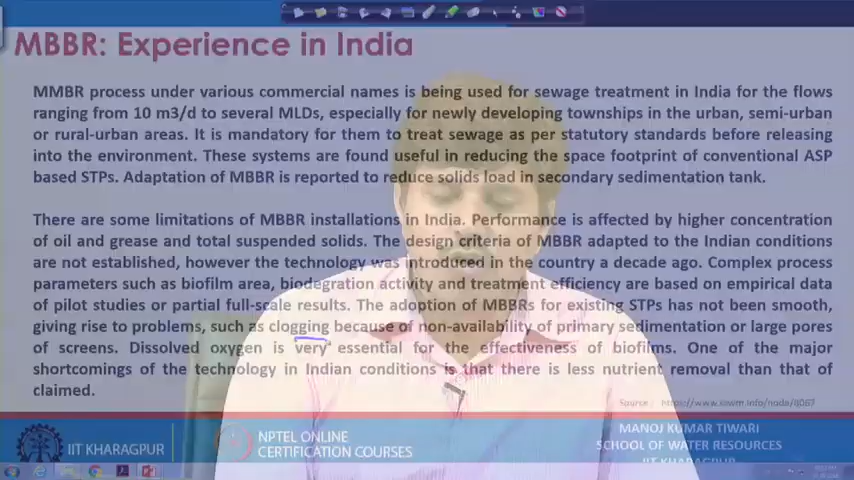 MBBR: Experience in India
MMBR process under various commercial names is being used for sewage treatment in India for the flows
ranging from 10 m3/d to several MLDs, especially for newly developing townships in the urban, semi-urban
or rural-urban areas. It is mandatory for them to treat sewage as per statutory standards before releasing
into the environment. These systems are found useful in reducing the space footprint of conventional ASP
based STPs. Adaptation of MBBR is reported to reduce solids load in secondary sedimentation tank.
There are some limitations of MBBR installations in India. Performance is affected by higher concentration
of oil and grease and total suspended solids. The design criteria of MBBR adapted to the Indian conditions
are not established, however the technology was introduced in the country a decade ago. Complex process
parameters such as biofilm area, biodegration activity and treatment efficiency are based on empirical data
of pilot studies or partial full-scale results. The adoption of MBBRs for existing STPs has not been smooth,
giving rise to problems, such as clogging because of non-availability of primary sedimentation or large pores
of screens. Dissolved oxygen is very essential for the effectiveness of biofilms. One of the major
shortcomings of the technology in Indian conditions is that there is less nutrient removal than that of
claimed.
Source:
IIT KHARAGPUR
NPTEL ONLINE
CERTIFICATION COURSES
MANOJ KUMAR TIWARI
SCHOOL OF WATER RESOURCES
IIT KHARAGPUR